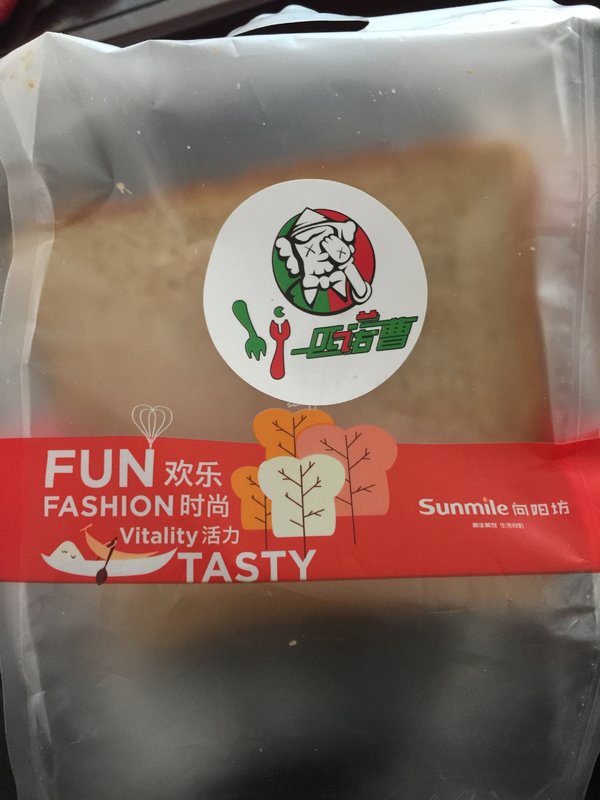 匹诺曹
FUN 欢乐
FASHION 时尚
Vitality 活力
TASTY
Sunmile 向阳坊